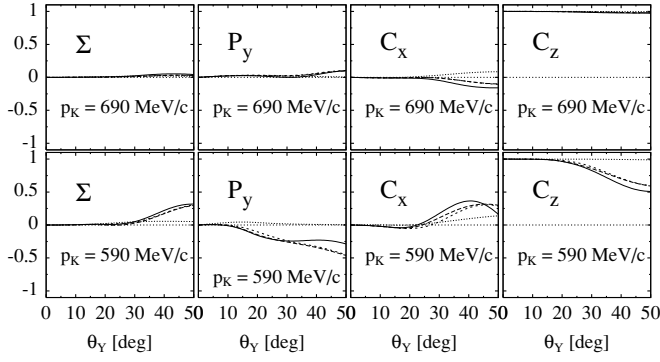 1
0.5
0
-0.5
-1
Σ
P_y
C_x
C_z
p_K = 690 MeV/c
p_K = 690 MeV/c
p_K = 690 MeV/c
p_K = 690 MeV/c
1
0.5
0
-0.5
-1
Σ
P_y
C_x
C_z
p_K = 590 MeV/c
p_K = 590 MeV/c
p_K = 590 MeV/c
p_K = 590 MeV/c
0 10 20 30 40 50
0 10 20 30 40 50
0 10 20 30 40 50
0 10 20 30 40 50
θ_Y [deg]
θ_Y [deg]
θ_Y [deg]
θ_Y [deg]